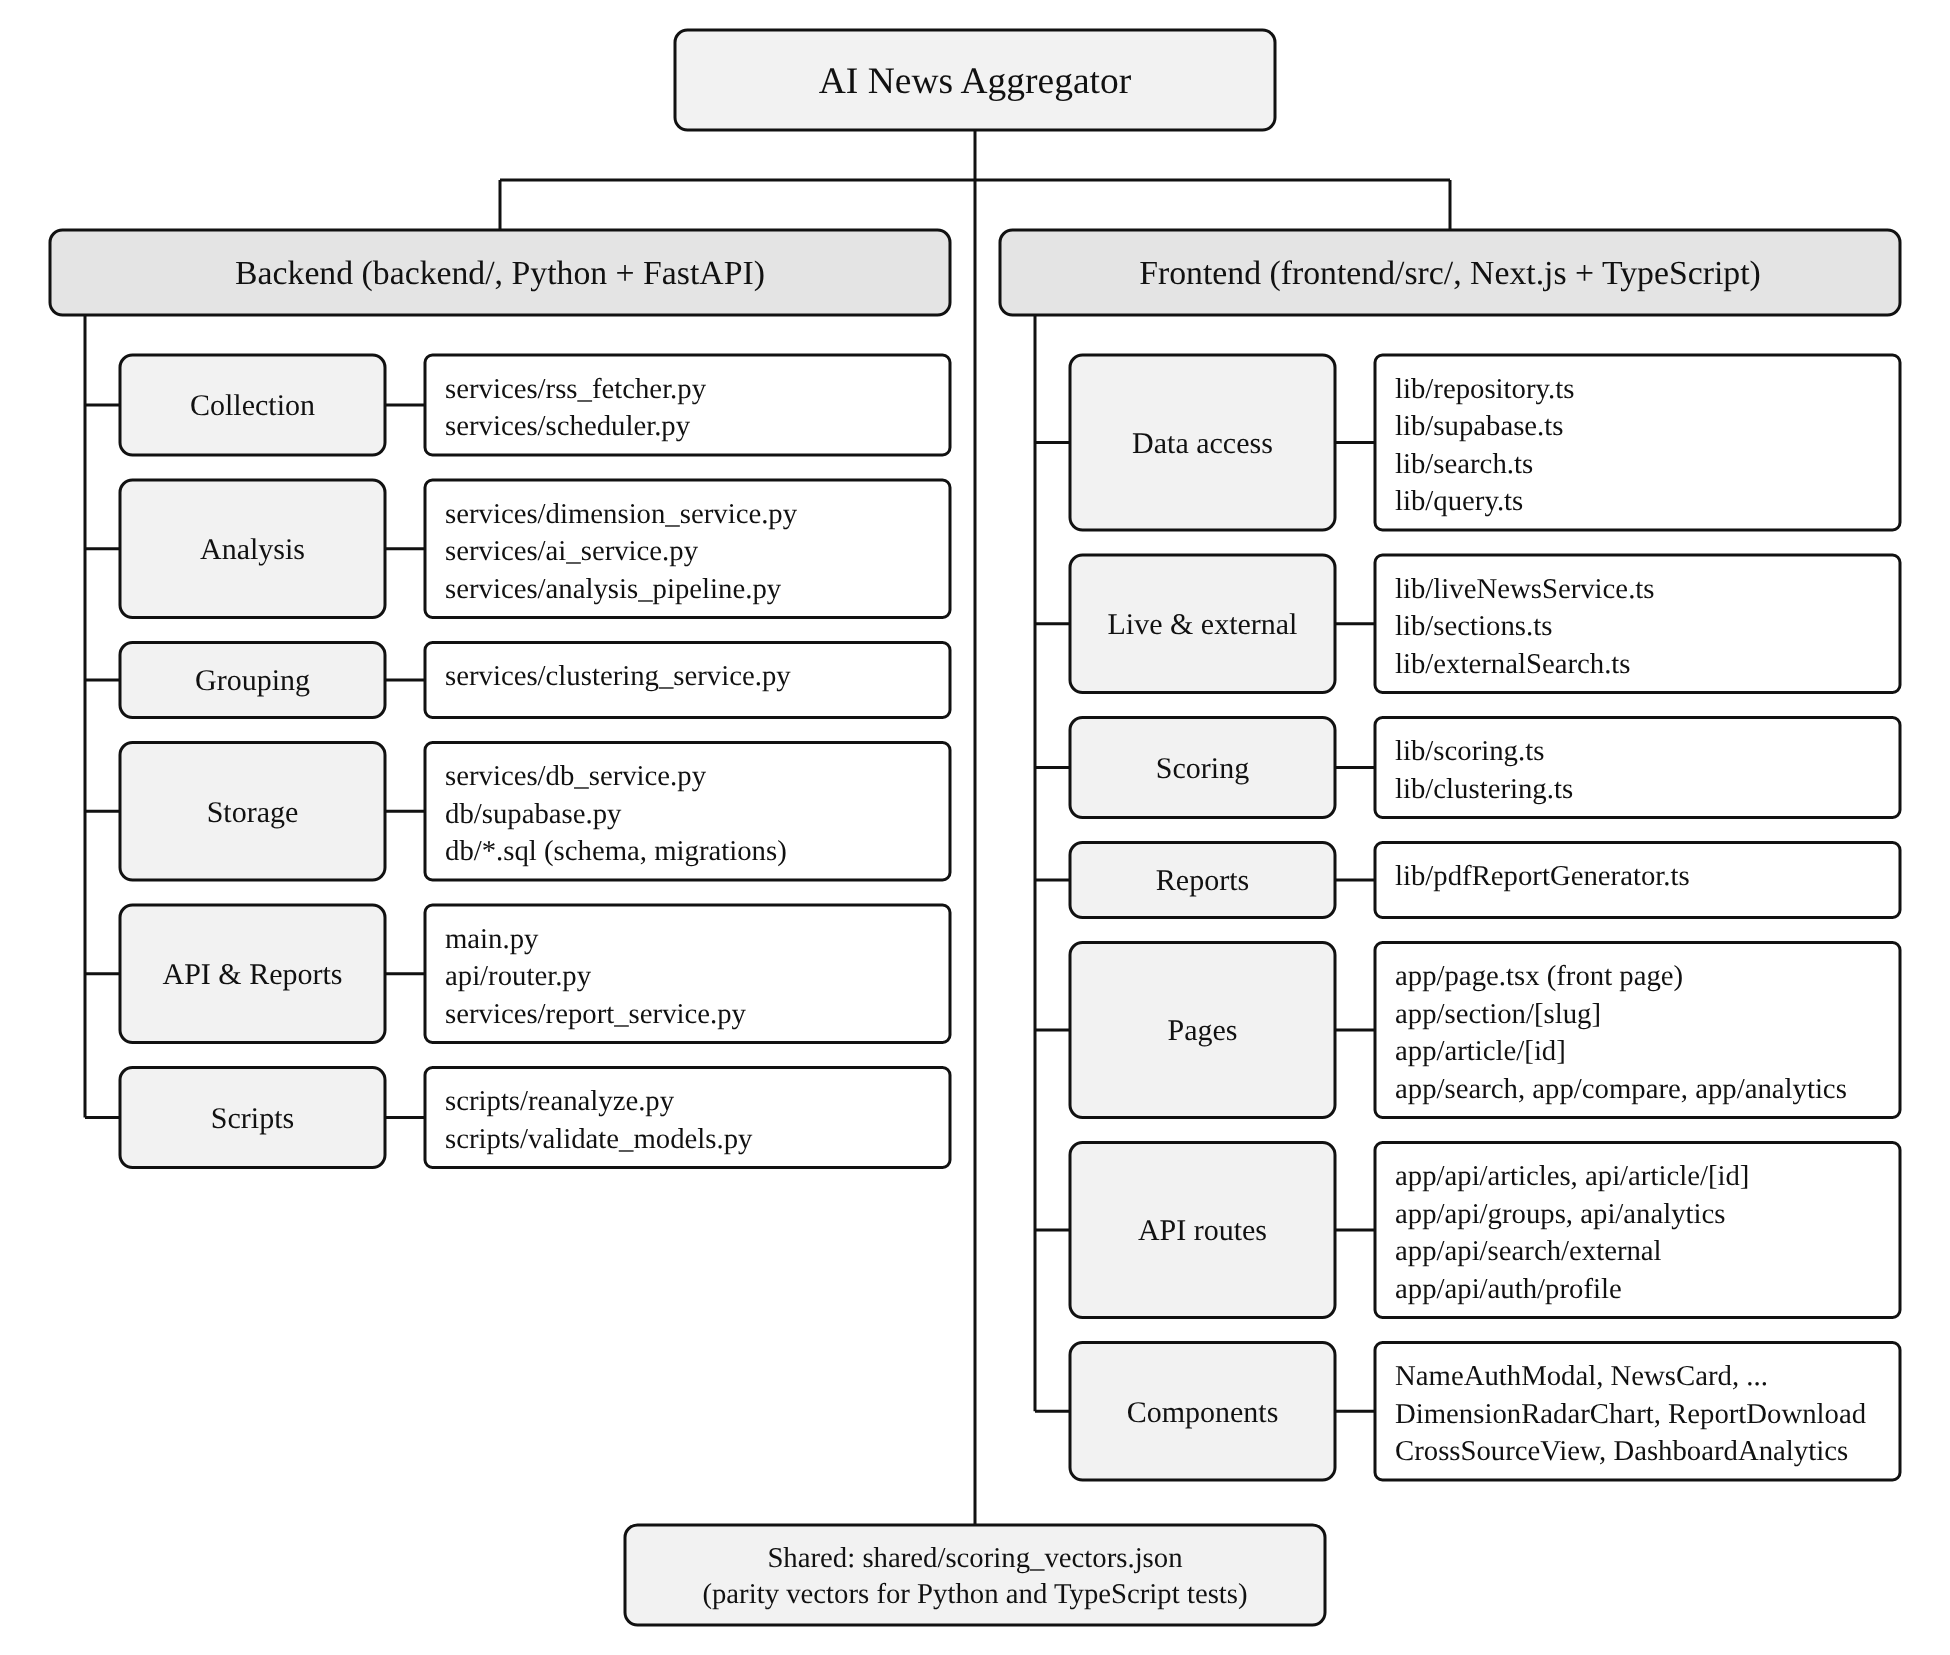 AI News Aggregator
Backend (backend/, Python + FastAPI)
Collection
services/rss_fetcher.py
services/scheduler.py
Analysis
services/dimension_service.py
services/ai_service.py
services/analysis_pipeline.py
Grouping
services/clustering_service.py
Storage
services/db_service.py
db/supabase.py
db/*.sql (schema, migrations)
API & Reports
main.py
api/router.py
services/report_service.py
Scripts
scripts/reanalyze.py
scripts/validate_models.py
Frontend (frontend/src/, Next.js + TypeScript)
Data access
lib/repository.ts
lib/supabase.ts
lib/search.ts
lib/query.ts
Live & external
lib/liveNewsService.ts
lib/sections.ts
lib/externalSearch.ts
Scoring
lib/scoring.ts
lib/clustering.ts
Reports
lib/pdfReportGenerator.ts
Pages
app/page.tsx (front page)
app/section/[slug]
app/article/[id]
app/search, app/compare, app/analytics
API routes
app/api/articles, api/article/[id]
app/api/groups, api/analytics
app/api/search/external
app/api/auth/profile
Components
NameAuthModal, NewsCard, ...
DimensionRadarChart, ReportDownload
CrossSourceView, DashboardAnalytics
Shared: shared/scoring_vectors.json
(parity vectors for Python and TypeScript tests)